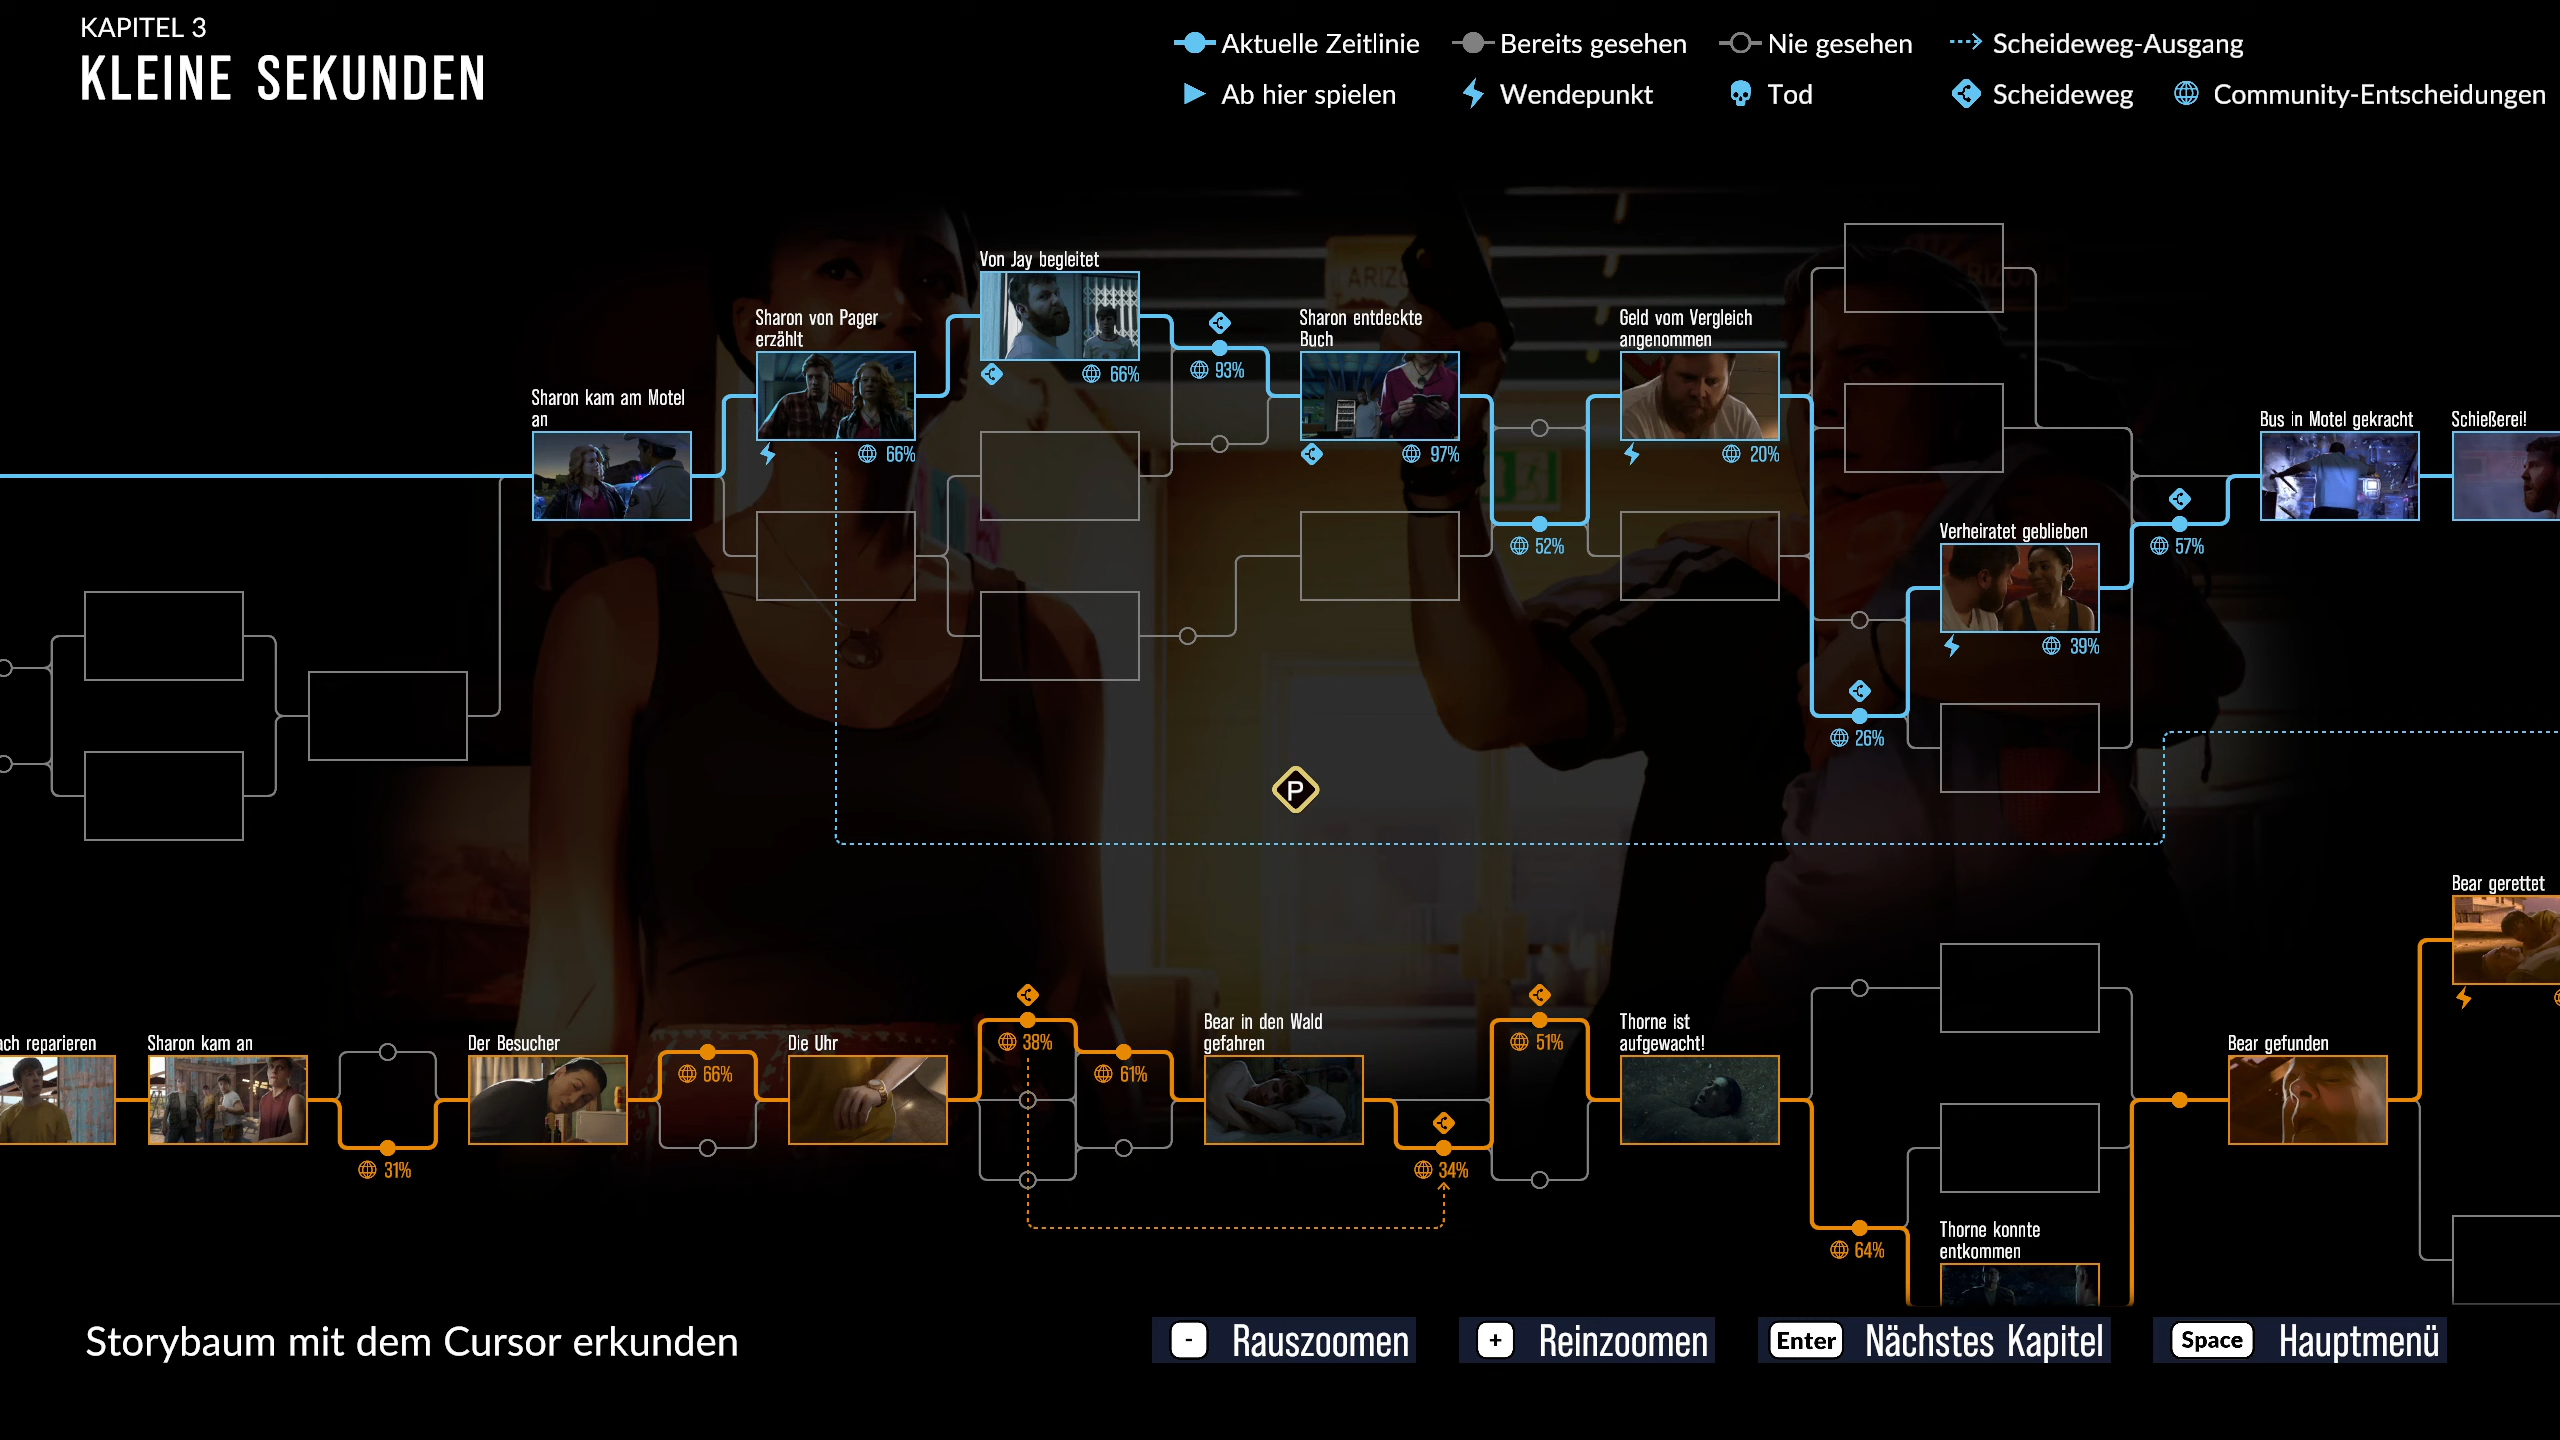 KAPITEL 3
KLEINE SEKUNDEN
Aktuelle Zeitlinie
Bereits gesehen
Nie gesehen
Scheideweg-Ausgang
Ab hier spielen
Wendepunkt
Tod
Scheideweg
Community-Entscheidungen
ARIZO
RIZO
Von Jay begleitet
66%
93%
Sharon von Pager
erzählt
66%
Sharon entdeckte
Buch
97%
Geld vom Vergleich
angenommen
20%
Sharon kam am Motel
an
52%
Verheiratet geblieben
39%
26%
57%
Bus in Motel gekracht
Schießerei!
P
Bear gerettet
ach reparieren
Sharon kam an
31%
Der Besucher
66%
Die Uhr
38%
61%
Bear in den Wald
gefahren
34%
51%
Thorne ist
aufgewacht!
64%
Thorne konnte
entkommen
Bear gefunden
Storybaum mit dem Cursor erkunden
- Rauszoomen
+ Reinzoomen
Enter Nächstes Kapitel
Space Hauptmenü